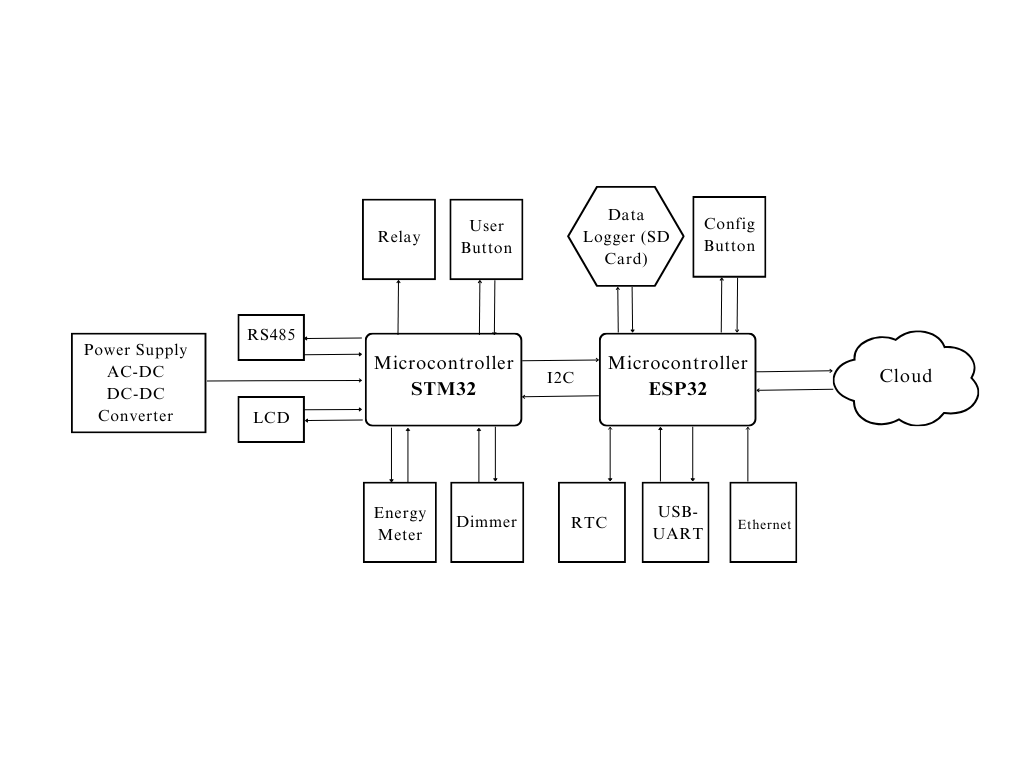 Relay
User
Button
Data
Logger (SD
Card)
Config
Button
RS485
Power Supply
AC-DC
DC-DC
Converter
LCD
Microcontroller
STM32
I2C
Microcontroller
ESP32
Cloud
Energy
Meter
Dimmer
RTC
USB-
UART
Ethernet